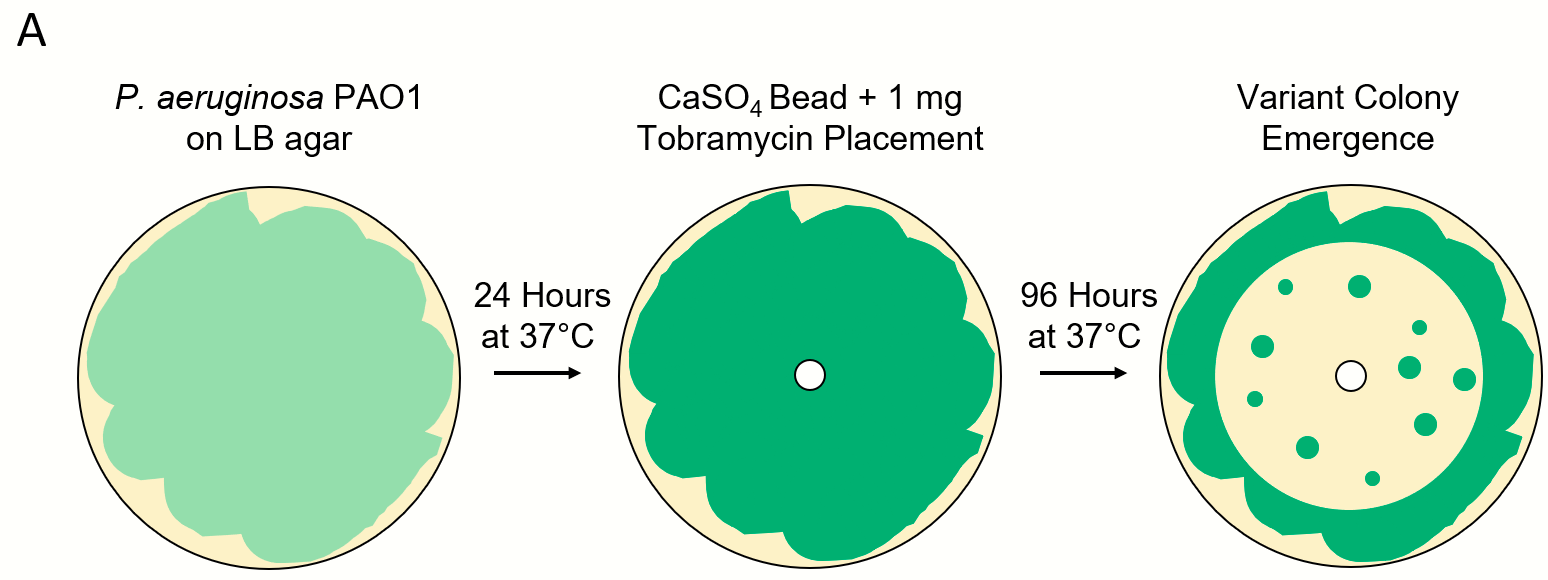 A
P. aeruginosa PAO1
on LB agar
CaSO4 Bead + 1 mg
Tobramycin Placement
Variant Colony
Emergence
24 Hours
at 37°C
96 Hours
at 37°C